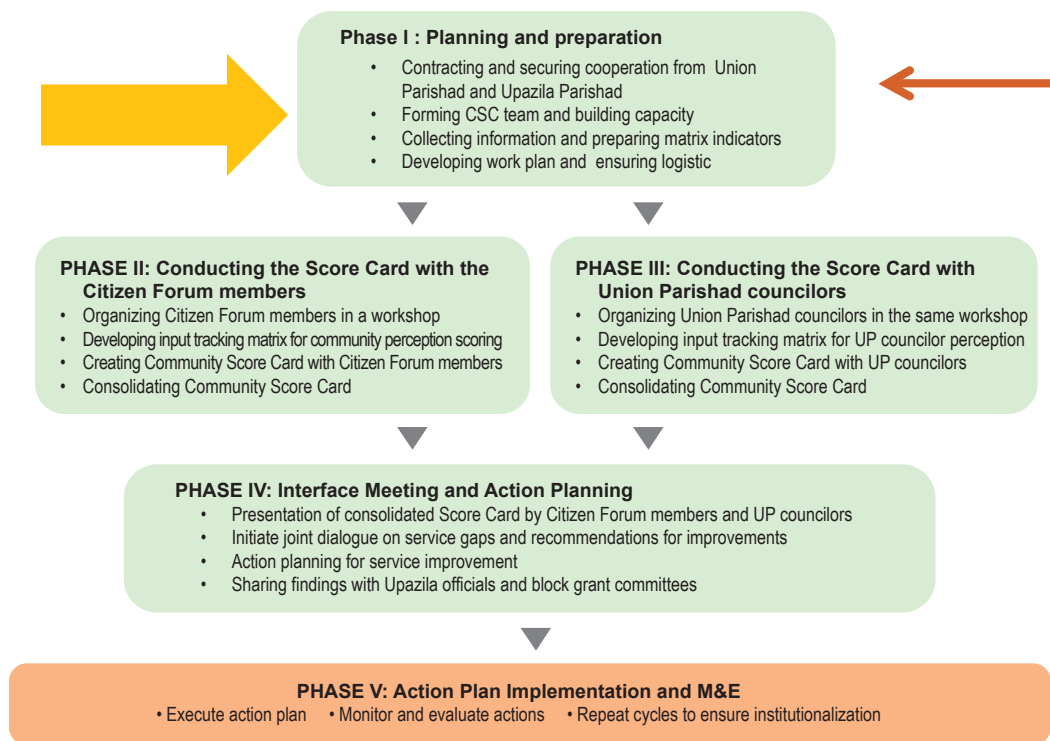 Phase I : Planning and preparation
• Contracting and securing cooperation from Union
Parishad and Upazila Parishad
• Forming CSC team and building capacity
• Collecting information and preparing matrix indicators
• Developing work plan and ensuring logistic
PHASE II: Conducting the Score Card with the
Citizen Forum members
• Organizing Citizen Forum members in a workshop
• Developing input tracking matrix for community perception scoring
• Creating Community Score Card with Citizen Forum members
• Consolidating Community Score Card
PHASE III: Conducting the Score Card with
Union Parishad councilors
• Organizing Union Parishad councilors in the same workshop
• Developing input tracking matrix for UP councilor perception
• Creating Community Score Card with UP councilors
• Consolidating Community Score Card
PHASE IV: Interface Meeting and Action Planning
• Presentation of consolidated Score Card by Citizen Forum members and UP councilors
• Initiate joint dialogue on service gaps and recommendations for improvements
• Action planning for service improvement
• Sharing findings with Upazila officials and block grant committees
PHASE V: Action Plan Implementation and M&E
• Execute action plan • Monitor and evaluate actions • Repeat cycles to ensure institutionalization